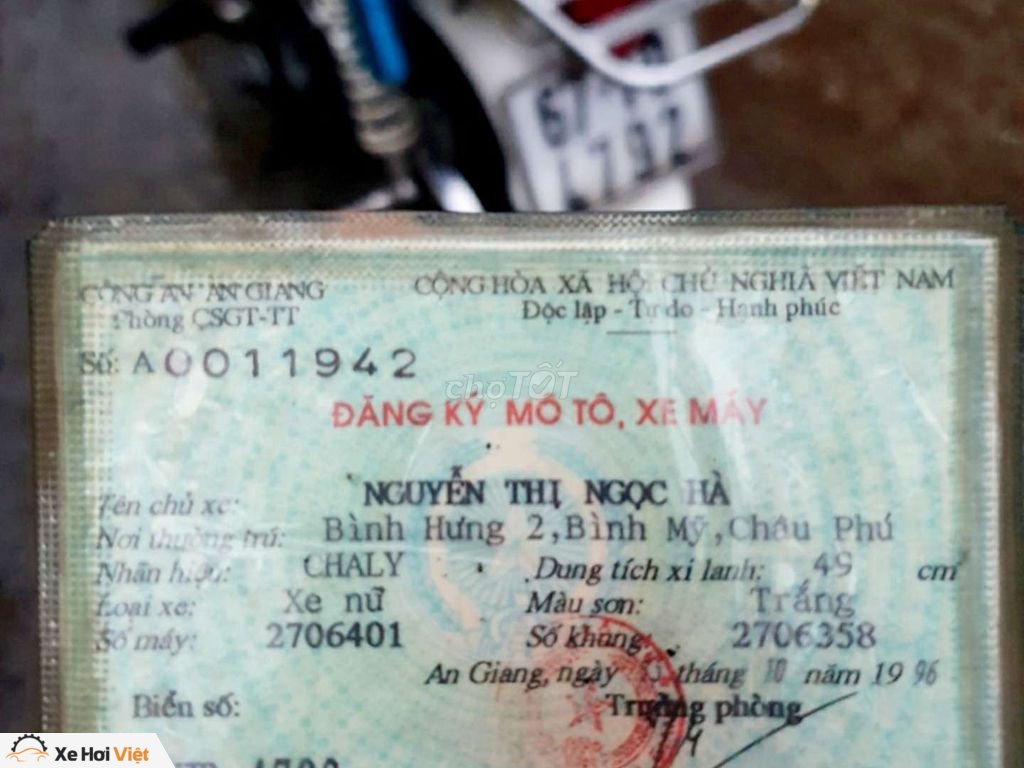 67
1792
CÔNG AN AN GIANG
Phòng CSGT-TT
CỘNG HÒA XÃ HỘI CHỦ NGHĨA VIỆT NAM
Độc lập - Tự do - Hạnh phúc
Số: A0011942
chợTỐT
ĐĂNG KÝ MÔ TÔ, XE MÁY
Tên chủ xe: NGUYỄN THỊ NGỌC HÀ
Nơi thường trú: Bình Hưng 2,Bình Mỹ,Châu Phú
Nhãn hiệu: CHALY Dung tích xi lanh: 49 cm³
Loại xe: Xe nữ Màu sơn: Trắng
Số máy: 2706401 Số khung: 2706358
An Giang, ngày tháng 10 năm 1996
Biển số: Trưởng phòng
Xe Hơi Việt